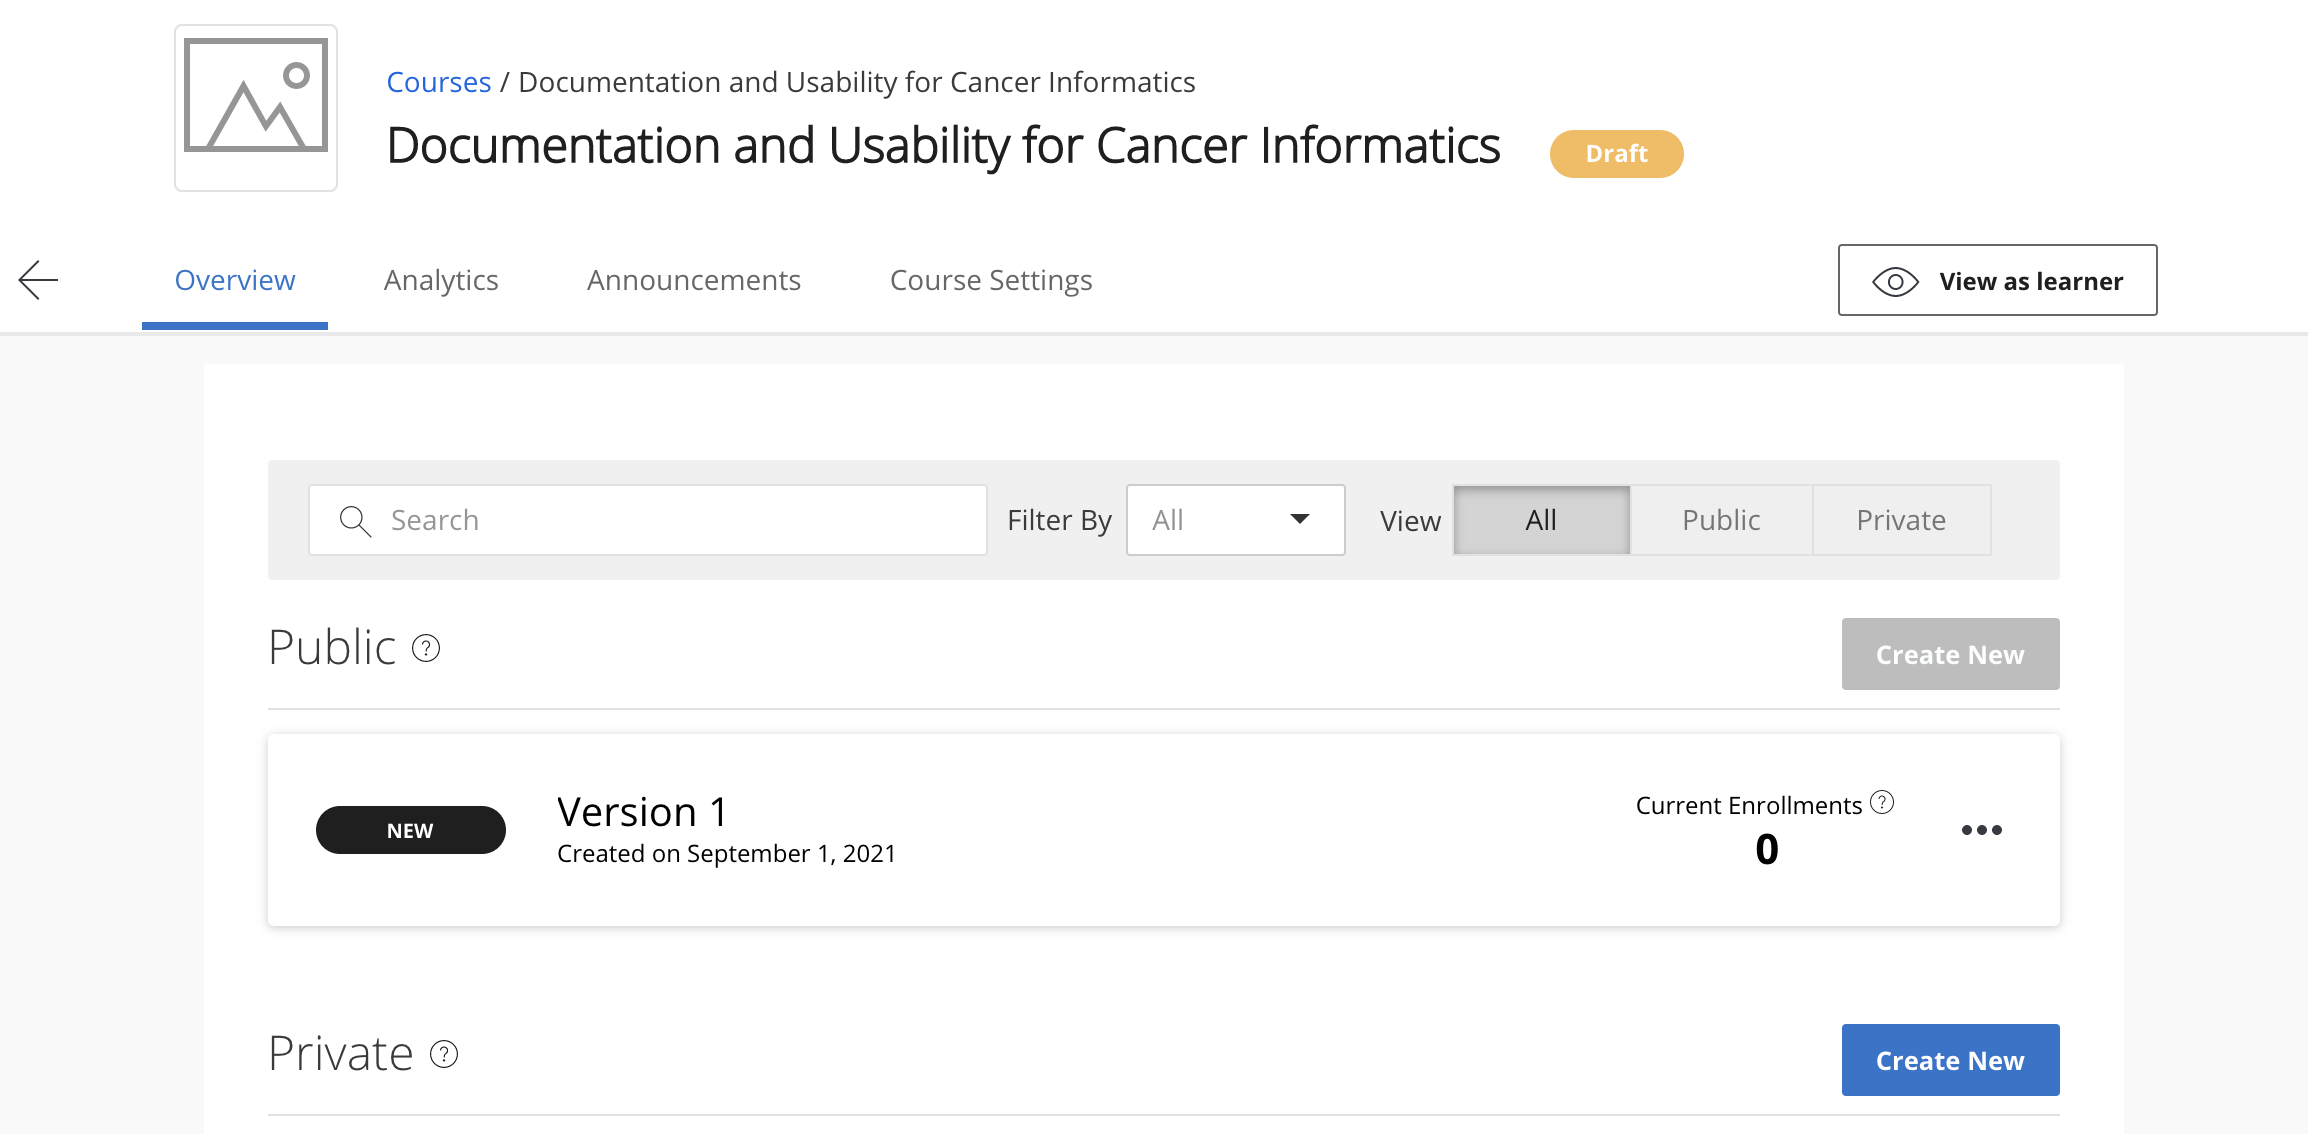 Courses / Documentation and Usability for Cancer Informatics
Documentation and Usability for Cancer Informatics
Draft
Overview
Analytics
Announcements
Course Settings
View as learner
Search
Filter By
All
View
All
Public
Private
Public ?
Create New
NEW
Version 1
Created on September 1, 2021
Current Enrollments ?
0
Private ?
Create New